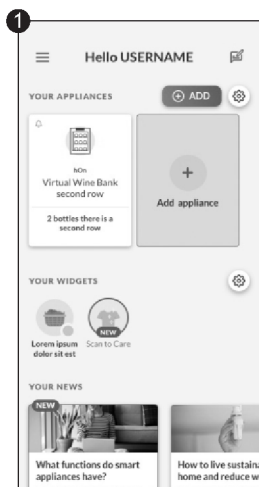 1
Hello USERNAME
YOUR APPLIANCES
ADD
hOn
Virtual Wine Bank
second row
2 bottles there is a
second row
Add appliance
YOUR WIDGETS
NEW
Lorem ipsum
dolor sit est
Scan to Care
YOUR NEWS
NEW
What functions do smart
appliances have?
How to live sustaina
home and reduce w